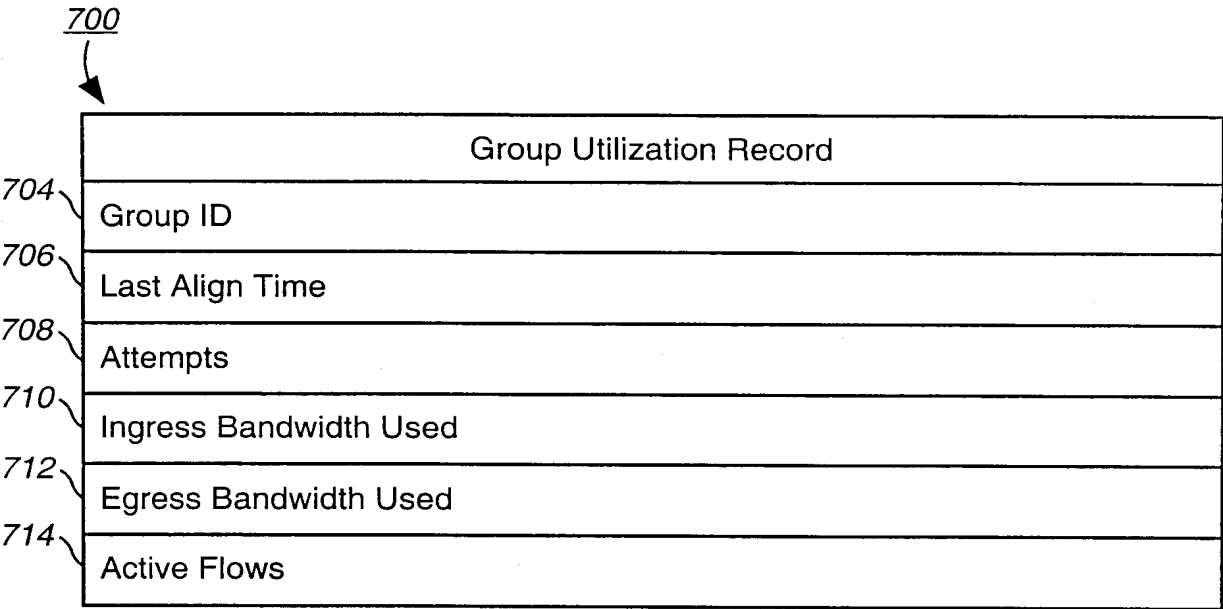 700
Group Utilization Record
704
Group ID
706
Last Align Time
708
Attempts
710
Ingress Bandwidth Used
712
Egress Bandwidth Used
714
Active Flows